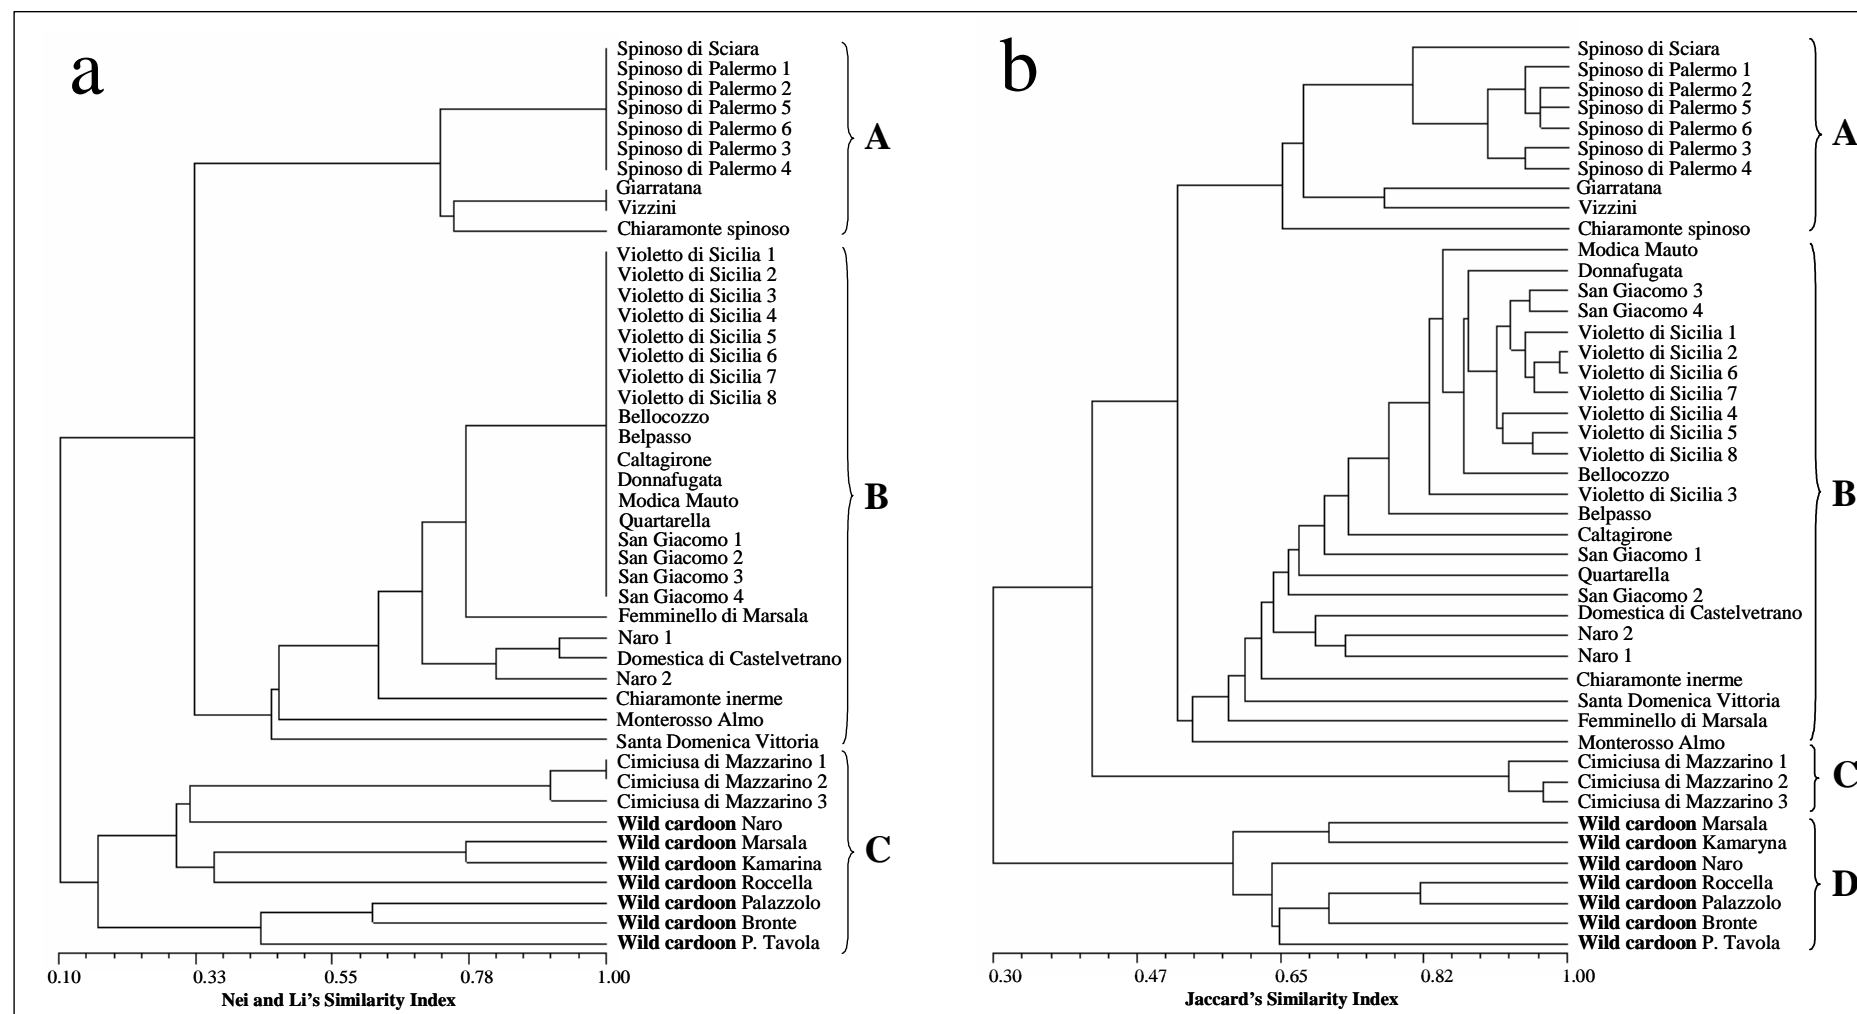 a
Spinoso di Sciara
Spinoso di Palermo 1
Spinoso di Palermo 2
Spinoso di Palermo 5
Spinoso di Palermo 6
Spinoso di Palermo 3
Spinoso di Palermo 4
Giarratana
Vizzini
Chiaramonte spinoso
A
Violetto di Sicilia 1
Violetto di Sicilia 2
Violetto di Sicilia 3
Violetto di Sicilia 4
Violetto di Sicilia 5
Violetto di Sicilia 6
Violetto di Sicilia 7
Violetto di Sicilia 8
Bellocozzo
Belpasso
Caltagirone
Donnafugata
Modica Mauto
Quartarella
San Giacomo 1
San Giacomo 2
San Giacomo 3
San Giacomo 4
Femminello di Marsala
Naro 1
Domestica di Castelvetrano
Naro 2
Chiaramonte inerme
Monterosso Almo
Santa Domenica Vittoria
B
Cimiciusa di Mazzarino 1
Cimiciusa di Mazzarino 2
Cimiciusa di Mazzarino 3
Wild cardoon Naro
Wild cardoon Marsala
Wild cardoon Kamarina
Wild cardoon Roccella
Wild cardoon Palazzolo
Wild cardoon Bronte
Wild cardoon P. Tavola
C
0.10 0.33 0.55 0.78 1.00
Nei and Li's Similarity Index
b
Spinoso di Sciara
Spinoso di Palermo 1
Spinoso di Palermo 2
Spinoso di Palermo 5
Spinoso di Palermo 6
Spinoso di Palermo 3
Spinoso di Palermo 4
Giarratana
Vizzini
Chiaramonte spinoso
A
Modica Mauto
Donnafugata
San Giacomo 3
San Giacomo 4
Violetto di Sicilia 1
Violetto di Sicilia 2
Violetto di Sicilia 6
Violetto di Sicilia 7
Violetto di Sicilia 4
Violetto di Sicilia 5
Violetto di Sicilia 8
Bellocozzo
Violetto di Sicilia 3
Belpasso
Caltagirone
San Giacomo 1
Quartarella
San Giacomo 2
Domestica di Castelvetrano
Naro 2
Naro 1
Chiaramonte inerme
Santa Domenica Vittoria
Femminello di Marsala
Monterosso Almo
B
Cimiciusa di Mazzarino 1
Cimiciusa di Mazzarino 2
Cimiciusa di Mazzarino 3
C
Wild cardoon Marsala
Wild cardoon Kamaryna
Wild cardoon Naro
Wild cardoon Roccella
Wild cardoon Palazzolo
Wild cardoon Bronte
Wild cardoon P. Tavola
D
0.30 0.47 0.65 0.82 1.00
Jaccard's Similarity Index